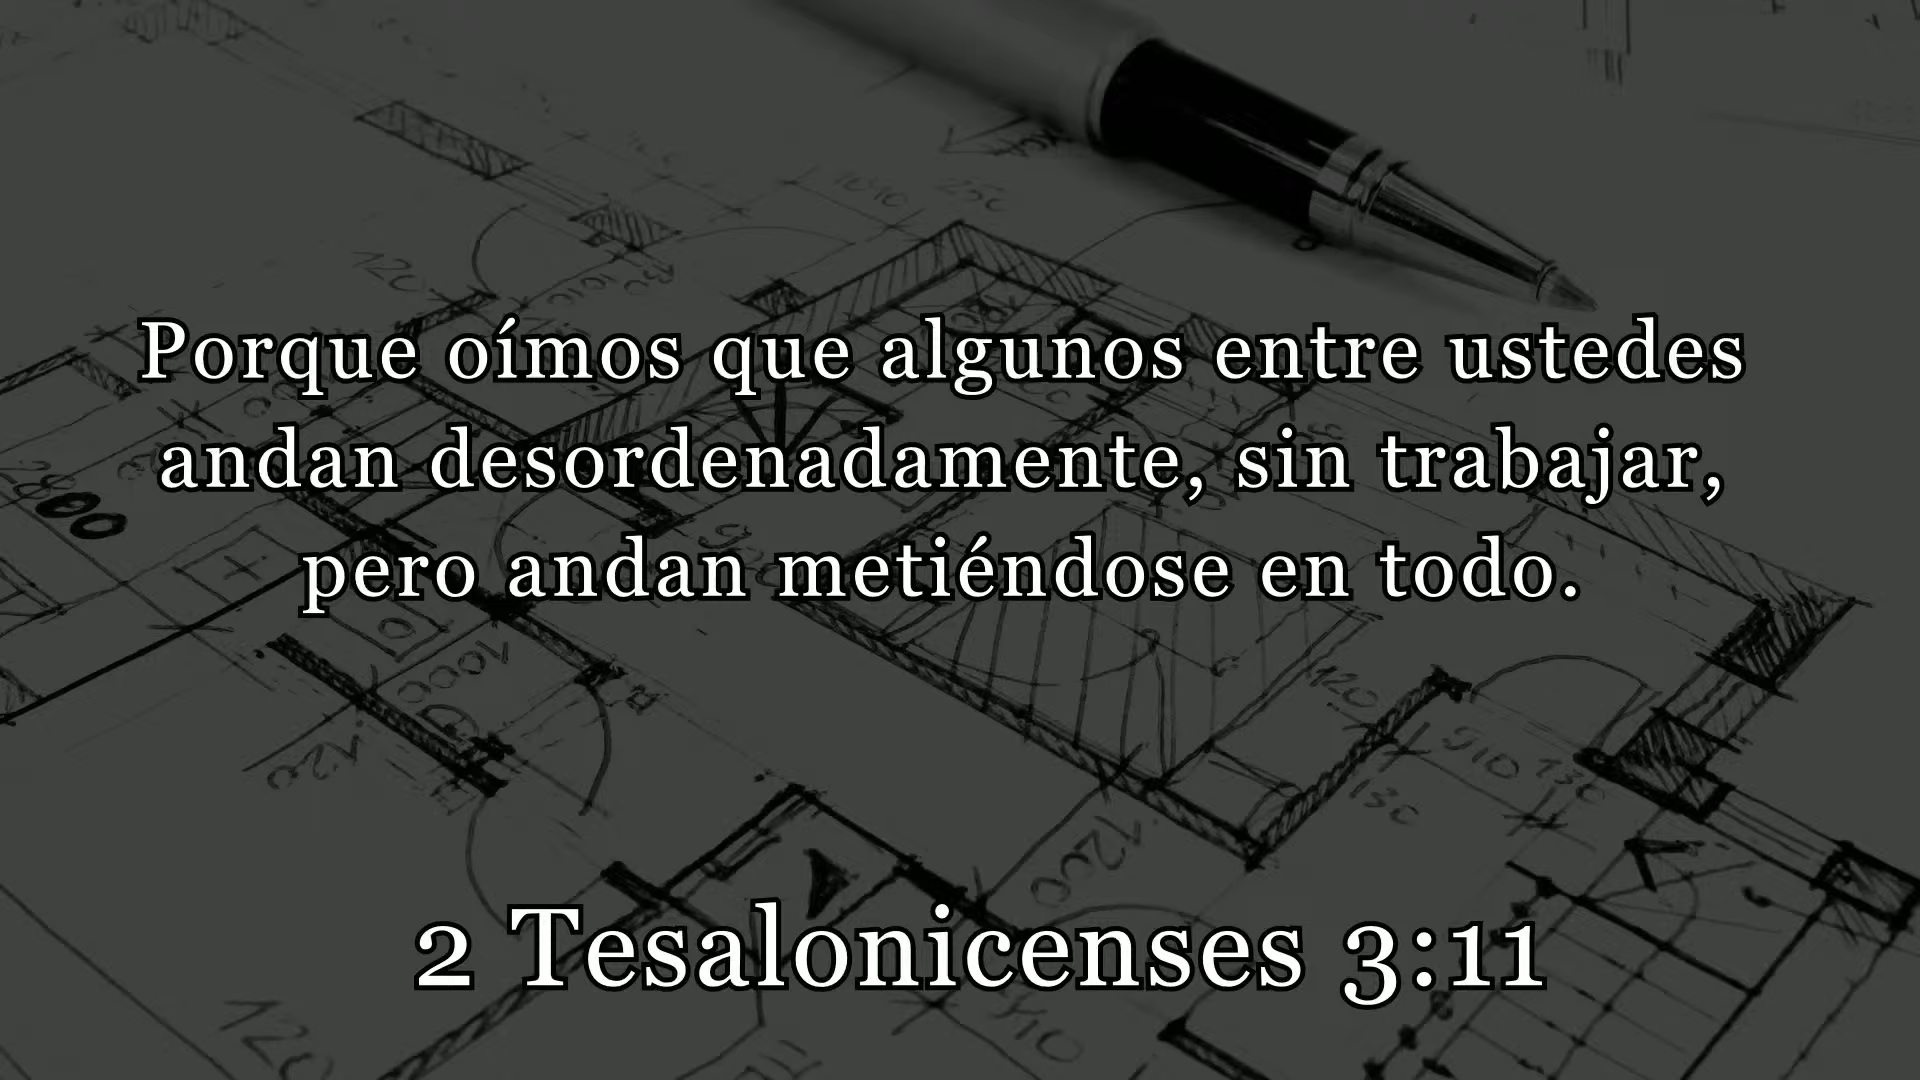 Porque oímos que algunos entre ustedes
andan desordenadamente, sin trabajar,
pero andan metiéndose en todo.
2 Tesalonicenses 3:11